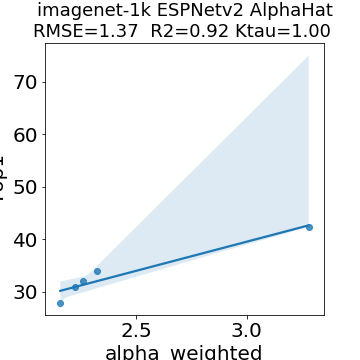 imagenet-1k ESPNetv2 AlphaHat
RMSE=1.37 R2=0.92 Ktau=1.00
70
60
50
40
30
2.5 3.0
alpha_weighted